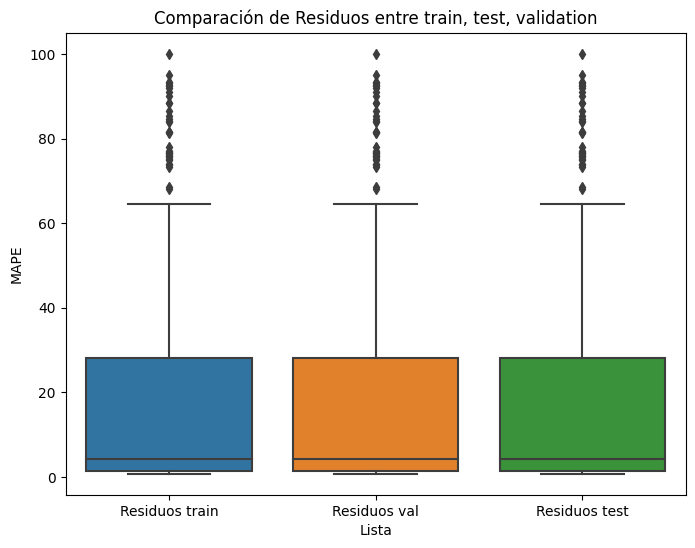 Comparación de Residuos entre train, test, validation
100
80
60
40
20
0
MAPE
Residuos train
Residuos val
Residuos test
Lista